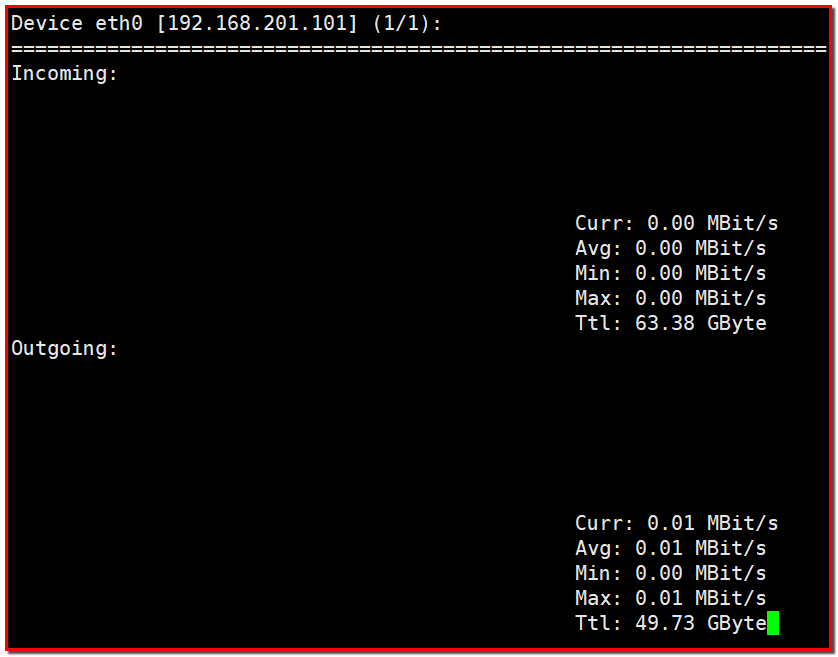 Device eth0 [192.168.201.101] (1/1):
====================================================================
Incoming:
Curr: 0.00 MBit/s
Avg: 0.00 MBit/s
Min: 0.00 MBit/s
Max: 0.00 MBit/s
Ttl: 63.38 GByte
Outgoing:
Curr: 0.01 MBit/s
Avg: 0.01 MBit/s
Min: 0.00 MBit/s
Max: 0.01 MBit/s
Ttl: 49.73 GByte